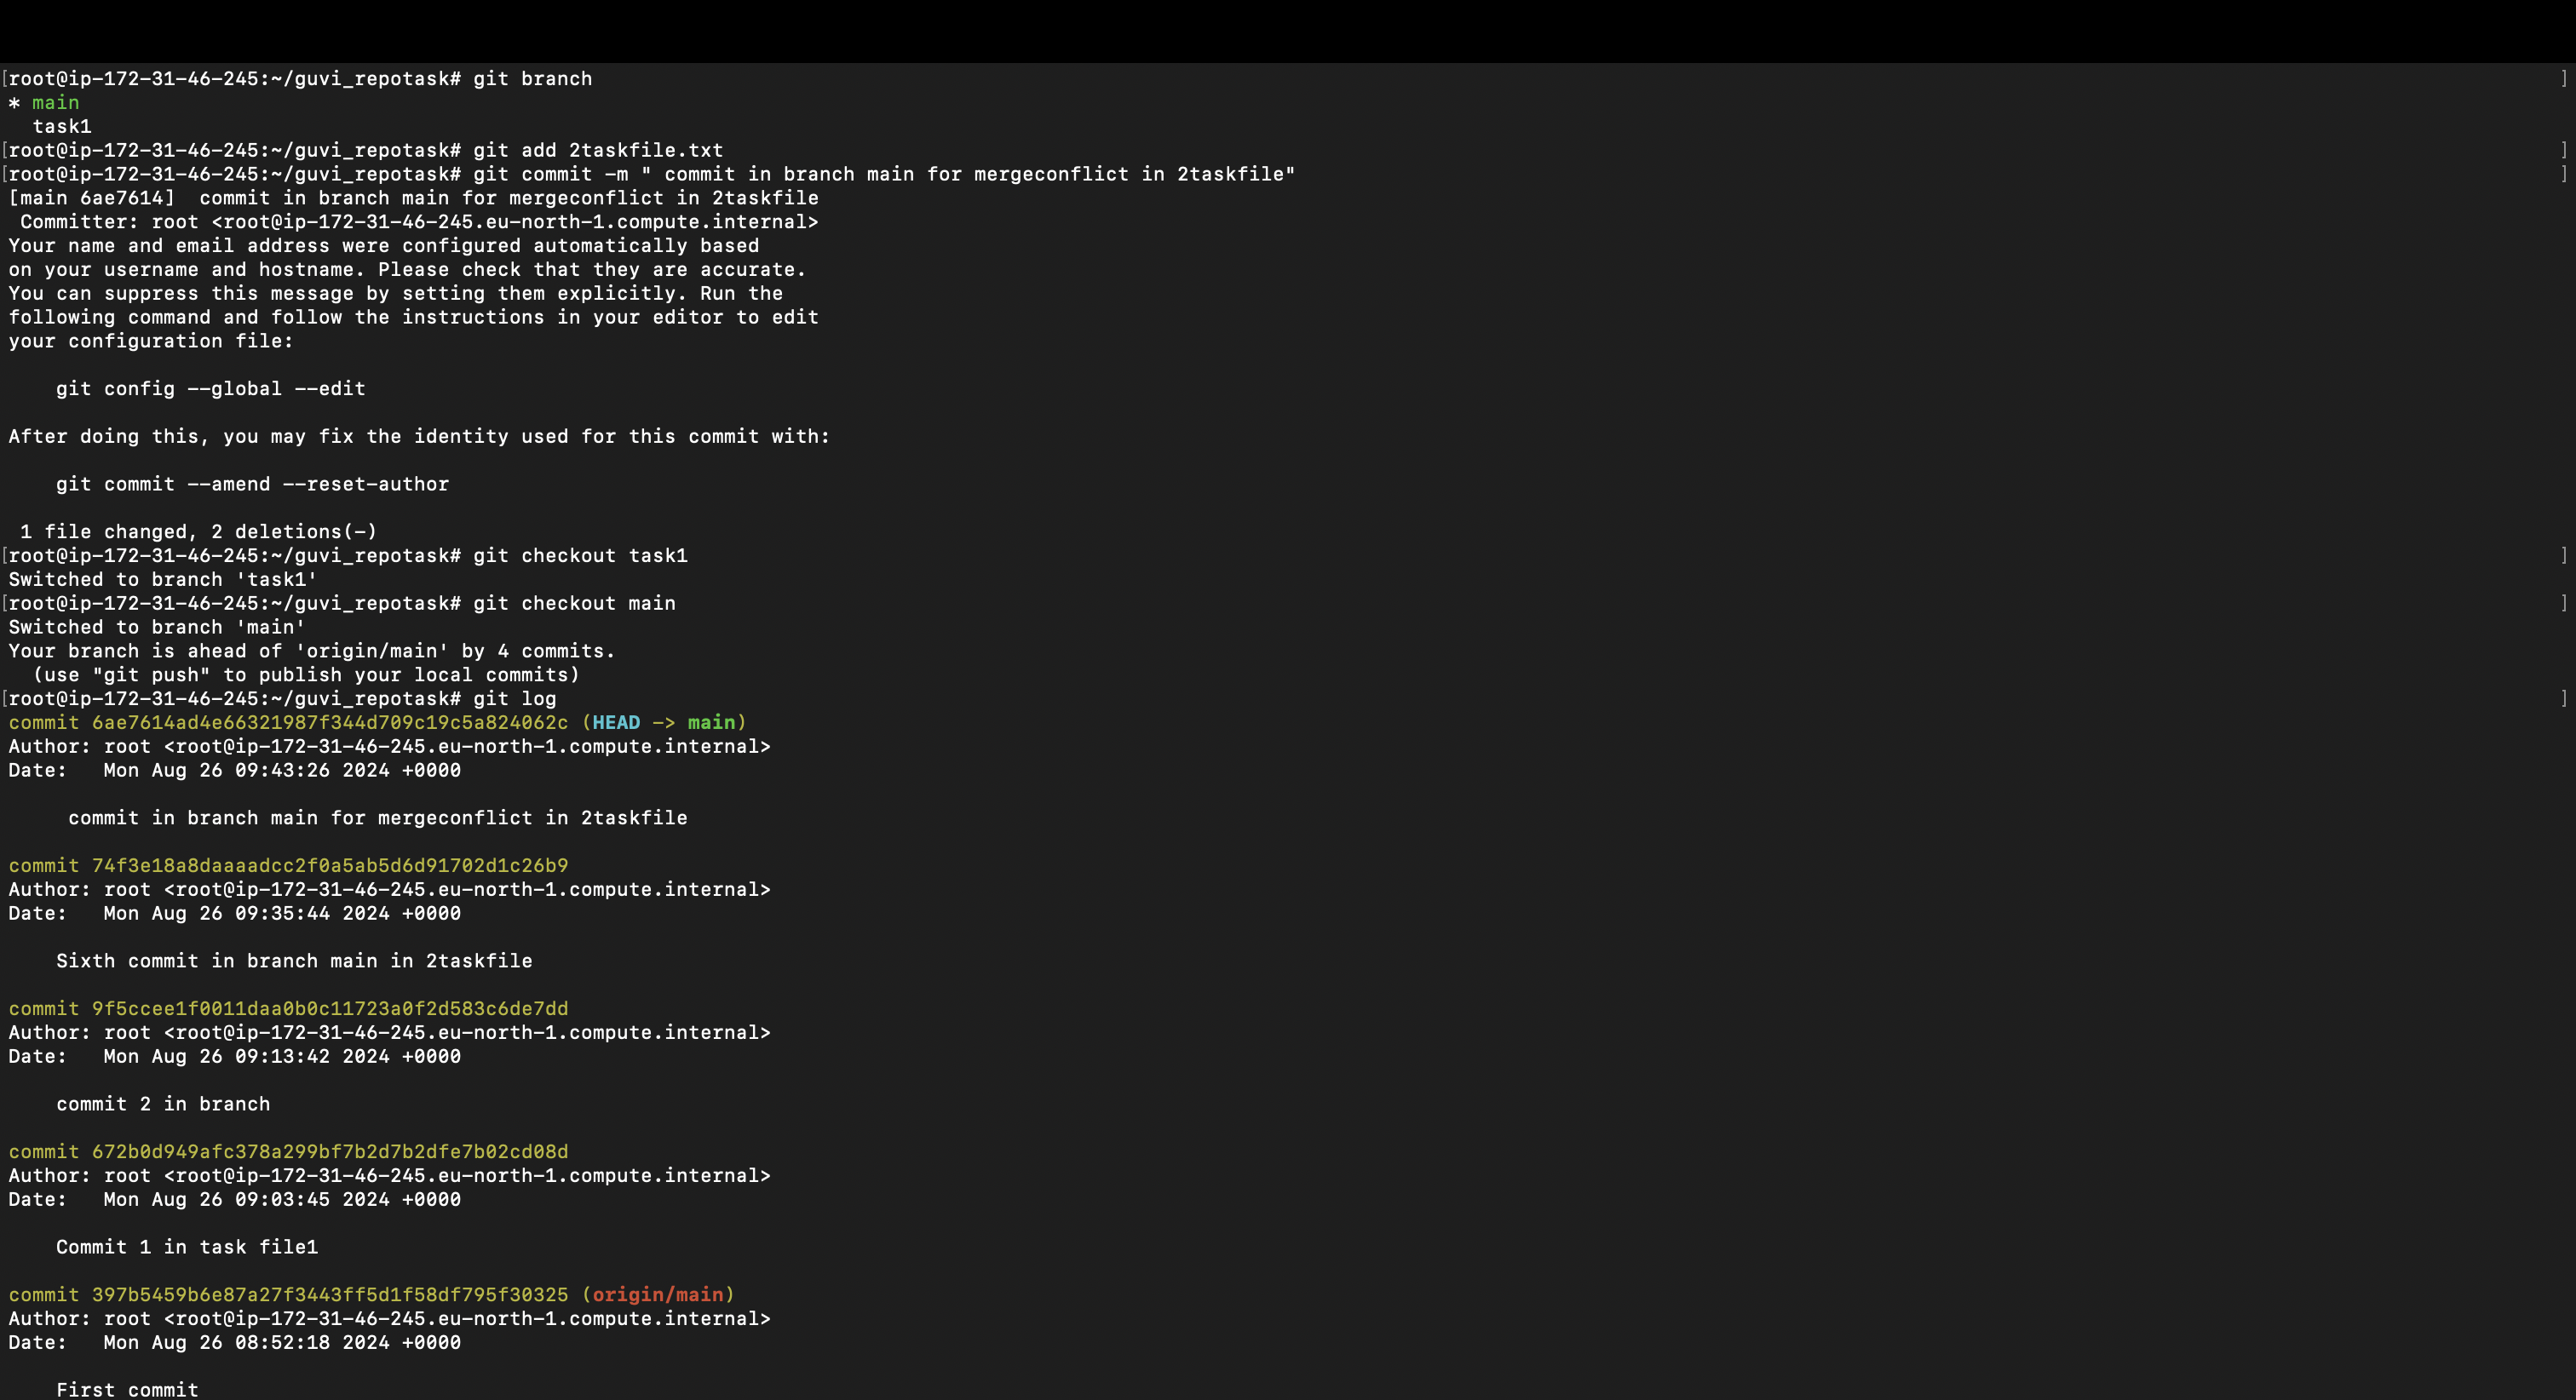 [root@ip-172-31-46-245:~/guvi_repotask# git branch ]
* main
  task1
[root@ip-172-31-46-245:~/guvi_repotask# git add 2taskfile.txt ]
[root@ip-172-31-46-245:~/guvi_repotask# git commit -m " commit in branch main for mergeconflict in 2taskfile" ]
[main 6ae7614]  commit in branch main for mergeconflict in 2taskfile
 Committer: root <root@ip-172-31-46-245.eu-north-1.compute.internal>
Your name and email address were configured automatically based
on your username and hostname. Please check that they are accurate.
You can suppress this message by setting them explicitly. Run the
following command and follow the instructions in your editor to edit
your configuration file:
    git config --global --edit
After doing this, you may fix the identity used for this commit with:
    git commit --amend --reset-author
 1 file changed, 2 deletions(-)
[root@ip-172-31-46-245:~/guvi_repotask# git checkout task1 ]
Switched to branch 'task1'
[root@ip-172-31-46-245:~/guvi_repotask# git checkout main ]
Switched to branch 'main'
Your branch is ahead of 'origin/main' by 4 commits.
  (use "git push" to publish your local commits)
[root@ip-172-31-46-245:~/guvi_repotask# git log ]
commit 6ae7614ad4e66321987f344d709c19c5a824062c (HEAD -> main)
Author: root <root@ip-172-31-46-245.eu-north-1.compute.internal>
Date:   Mon Aug 26 09:43:26 2024 +0000
     commit in branch main for mergeconflict in 2taskfile
commit 74f3e18a8daaaadcc2f0a5ab5d6d91702d1c26b9
Author: root <root@ip-172-31-46-245.eu-north-1.compute.internal>
Date:   Mon Aug 26 09:35:44 2024 +0000
    Sixth commit in branch main in 2taskfile
commit 9f5ccee1f0011daa0b0c11723a0f2d583c6de7dd
Author: root <root@ip-172-31-46-245.eu-north-1.compute.internal>
Date:   Mon Aug 26 09:13:42 2024 +0000
    commit 2 in branch
commit 672b0d949afc378a299bf7b2d7b2dfe7b02cd08d
Author: root <root@ip-172-31-46-245.eu-north-1.compute.internal>
Date:   Mon Aug 26 09:03:45 2024 +0000
    Commit 1 in task file1
commit 397b5459b6e87a27f3443ff5d1f58df795f30325 (origin/main)
Author: root <root@ip-172-31-46-245.eu-north-1.compute.internal>
Date:   Mon Aug 26 08:52:18 2024 +0000
    First commit